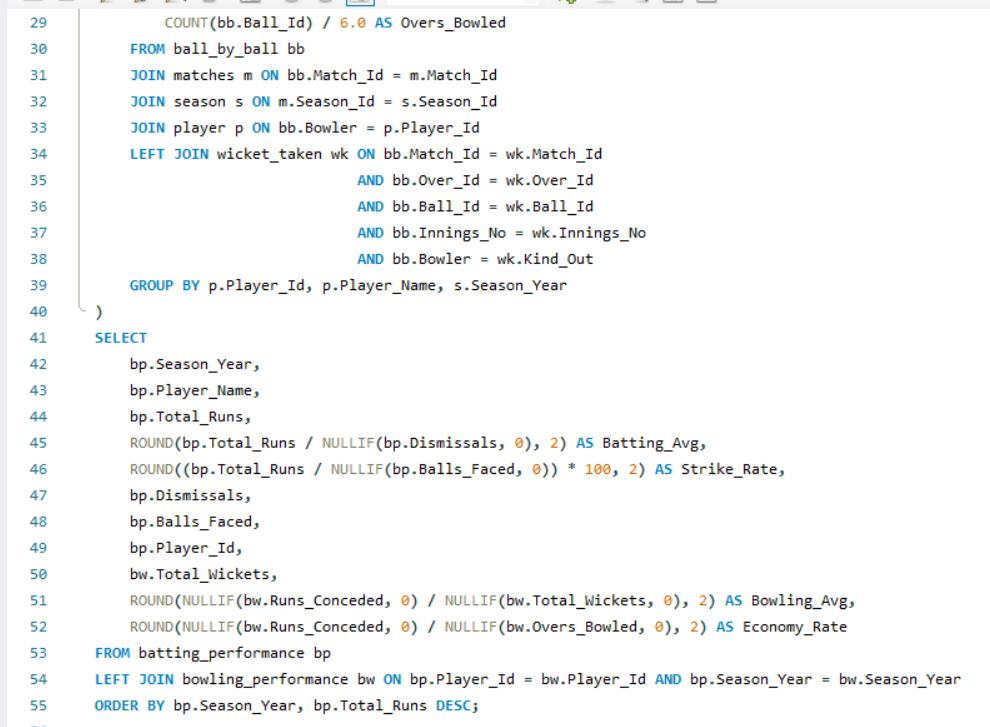 29 COUNT(bb.Ball_Id) / 6.0 AS Overs_Bowled
30 FROM ball_by_ball bb
31 JOIN matches m ON bb.Match_Id = m.Match_Id
32 JOIN season s ON m.Season_Id = s.Season_Id
33 JOIN player p ON bb.Bowler = p.Player_Id
34 LEFT JOIN wicket_taken wk ON bb.Match_Id = wk.Match_Id
35 AND bb.Over_Id = wk.Over_Id
36 AND bb.Ball_Id = wk.Ball_Id
37 AND bb.Innings_No = wk.Innings_No
38 AND bb.Bowler = wk.Kind_Out
39 GROUP BY p.Player_Id, p.Player_Name, s.Season_Year
40 )
41 SELECT
42 bp.Season_Year,
43 bp.Player_Name,
44 bp.Total_Runs,
45 ROUND(bp.Total_Runs / NULLIF(bp.Dismissals, 0), 2) AS Batting_Avg,
46 ROUND((bp.Total_Runs / NULLIF(bp.Balls_Faced, 0)) * 100, 2) AS Strike_Rate,
47 bp.Dismissals,
48 bp.Balls_Faced,
49 bp.Player_Id,
50 bw.Total_Wickets,
51 ROUND(NULLIF(bw.Runs_Conceded, 0) / NULLIF(bw.Total_Wickets, 0), 2) AS Bowling_Avg,
52 ROUND(NULLIF(bw.Runs_Conceded, 0) / NULLIF(bw.Overs_Bowled, 0), 2) AS Economy_Rate
53 FROM batting_performance bp
54 LEFT JOIN bowling_performance bw ON bp.Player_Id = bw.Player_Id AND bp.Season_Year = bw.Season_Year
55 ORDER BY bp.Season_Year, bp.Total_Runs DESC;